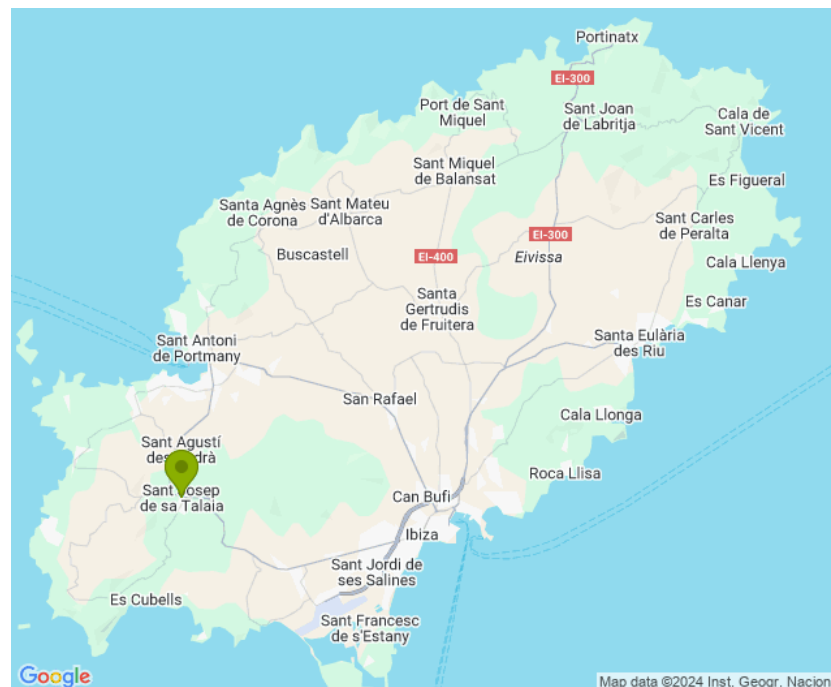 Portinatx
EI-300
Port de Sant
Miquel
Sant Joan
de Labritja
Cala de
Sant Vicent
Sant Miquel
de Balansat
Es Figueral
Santa Agnès
de Corona
Sant Mateu
d'Albarca
Sant Carles
de Peralta
EI-300
Buscastell
EI-400
Eivissa
Cala Llenya
Santa
Gertrudis
de Fruitera
Es Canar
Sant Antoni
de Portmany
Santa Eulària
des Riu
San Rafael
Cala Llonga
Sant Agustí
des drà
Roca Llisa
Sant Josep
de sa Talaia
Can Bufí
Ibiza
Sant Jordi de
ses Salines
Es Cubells
Sant Francesc
de s'Estany
Google
Map data ©2024 Inst. Geogr. Nacion